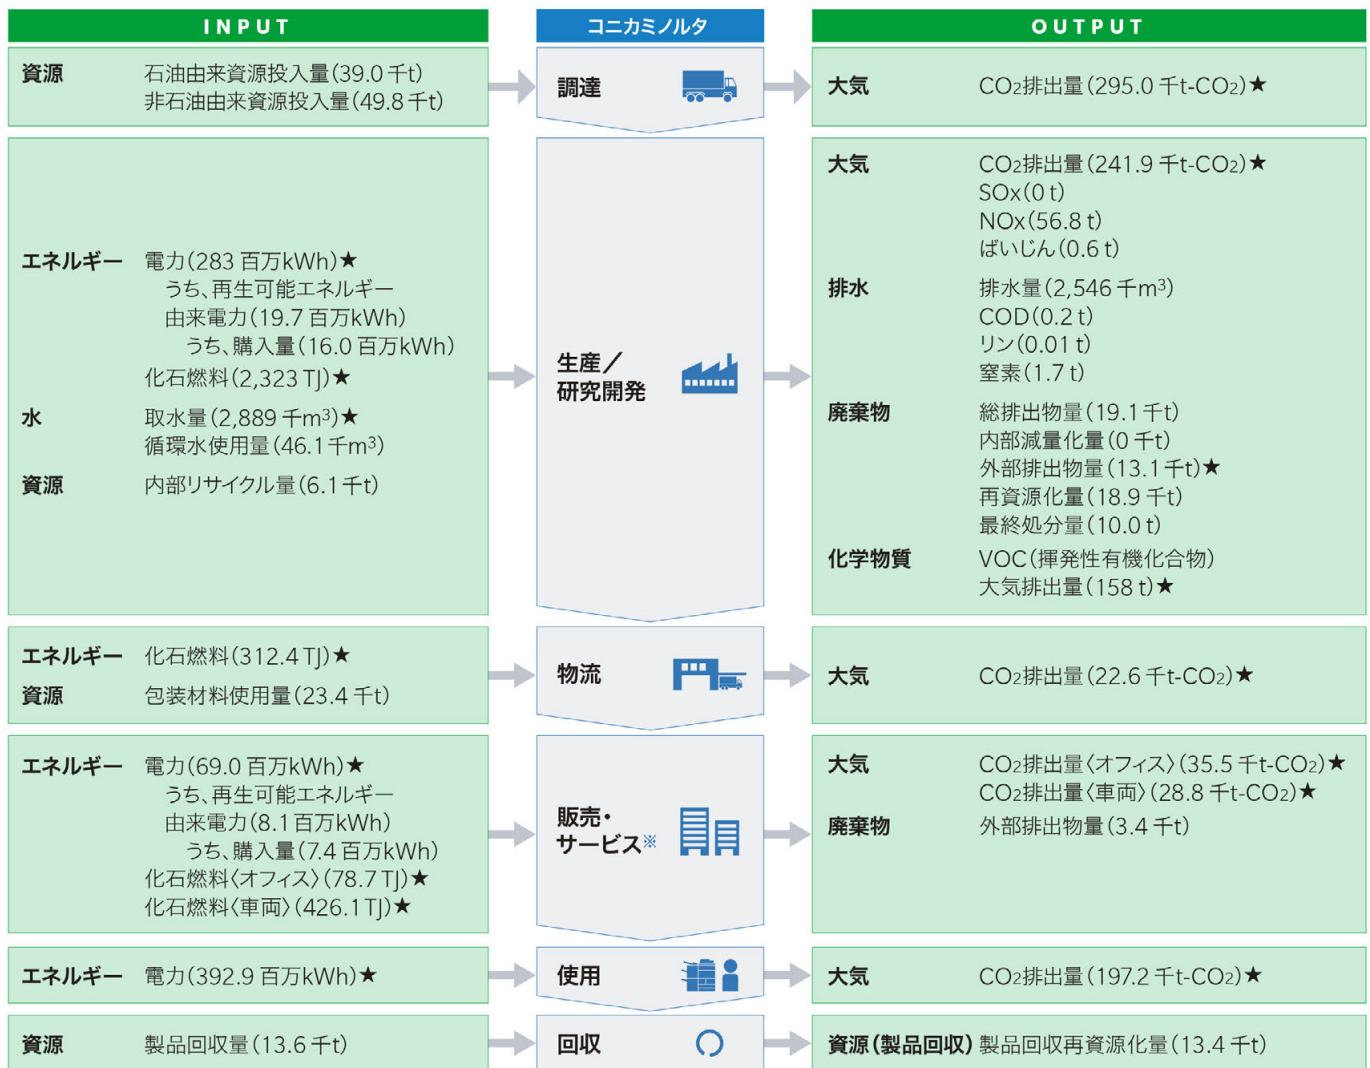 INPUT
コニカミノルタ
OUTPUT
資源 石油由来資源投入量(39.0 千t)
非石油由来資源投入量(49.8 千t)
調達
大気 CO2排出量(295.0 千t-CO2)★
エネルギー 電力(283 百万kWh)★
うち、再生可能エネルギー
由来電力(19.7 百万kWh)
うち、購入量(16.0 百万kWh)
化石燃料(2,323 TJ)★
水 取水量(2,889 千m³)★
循環水使用量(46.1千m³)
資源 内部リサイクル量(6.1千t)
生産／
研究開発
大気 CO2排出量(241.9 千t-CO2)★
SOx(0 t)
NOx(56.8 t)
ばいじん(0.6 t)
排水 排水量(2,546 千m³)
COD(0.2 t)
リン(0.01 t)
窒素(1.7 t)
廃棄物 総排出物量(19.1千t)
内部減量化量(0 千t)
外部排出物量(13.1千t)★
再資源化量(18.9 千t)
最終処分量(10.0 t)
化学物質 VOC(揮発性有機化合物)
大気排出量(158 t)★
エネルギー 化石燃料(312.4 TJ)★
資源 包装材料使用量(23.4 千t)
物流
大気 CO2排出量(22.6 千t-CO2)★
エネルギー 電力(69.0 百万kWh)★
うち、再生可能エネルギー
由来電力(8.1百万kWh)
うち、購入量(7.4百万kWh)
化石燃料〈オフィス〉(78.7 TJ)★
化石燃料〈車両〉(426.1TJ)★
販売・
サービス※
大気 CO2排出量〈オフィス〉(35.5 千t-CO2)★
CO2排出量〈車両〉(28.8 千t-CO2)★
廃棄物 外部排出物量(3.4 千t)
エネルギー 電力(392.9 百万kWh)★
使用
大気 CO2排出量(197.2 千t-CO2)★
資源 製品回収量(13.6 千t)
回収
資源(製品回収) 製品回収再資源化量(13.4 千t)